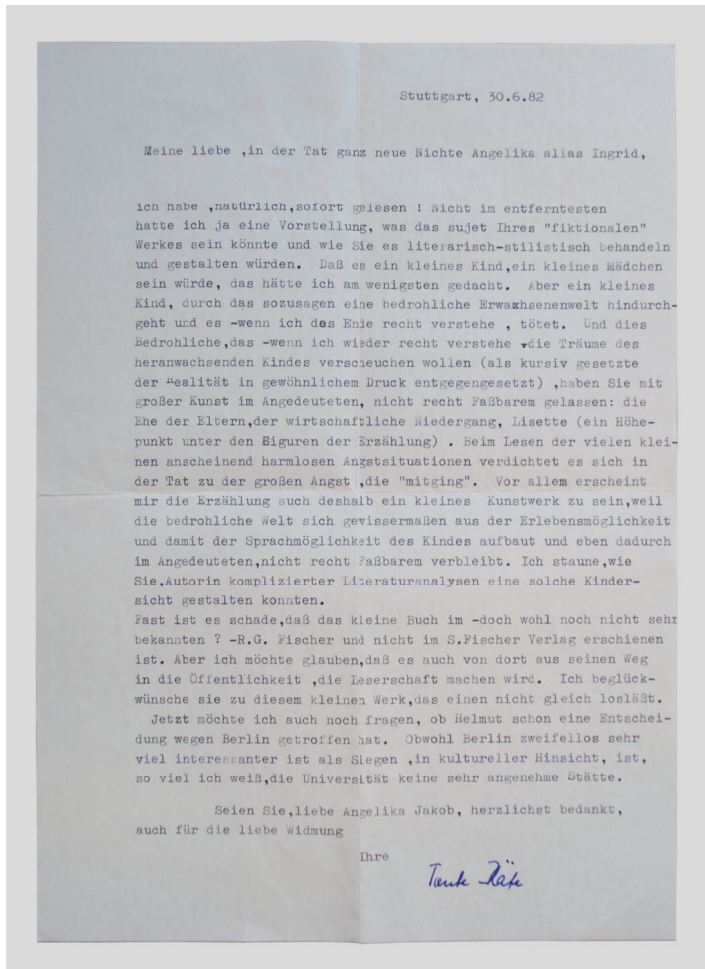 Stuttgart, 30.6.82
Meine liebe ,in der Tat ganz neue Nichte Angelika alias Ingrid,
ich habe ,natürlich,sofort gelesen ! Nicht im entferntesten
hatte ich ja eine Vorstellung, was das sujet Ihres "fiktionalen"
Werkes sein könnte und wie Sie es literarisch-stilistisch behandeln
und gestalten würden. Daß es ein kleines Kind,ein kleines Mädchen
sein würde, das hätte ich am wenigsten gedacht. Aber ein kleines
Kind, durch das sozusagen eine bedrohliche Erwaxhsenenwelt hindurch-
geht und es -wenn ich das Ende recht verstehe , tötet. Und dies
Bedrohliche,das -wenn ich wieder recht verstehe -die Träume des
heranwachsenden Kindes verscheuchen wollen (als kursiv gesetzte
der Realität in gewöhnlichem Druck entgegengesetzt) ,haben Sie mit
großer Kunst im Angedeuteten, nicht recht Faßbarem gelassen: die
Ehe der Eltern,der wirtschaftliche Niedergang, Lisette (ein Höhe-
punkt unter den Figuren der Erzählung) . Beim Lesen der vielen klei-
nen anscheinend harmlosen Angstsituationen verdichtet es sich in
der Tat zu der großen Angst ,die "mitging". Vor allem erscheint
mir die Erzählung auch deshalb ein kleines Kunstwerk zu sein,weil
die bedrohliche Welt sich gewissermaßen aus der Erlebensmöglichkeit
und damit der Sprachmöglichkeit des Kindes aufbaut und eben dadurch
im Angedeuteten,nicht recht Faßbarem verbleibt. Ich staune,wie
Sie,Autorin komplizierter Literaturanalysen eine solche Kinder-
sicht gestalten konnten.
Fast ist es schade,daß das kleine Buch im -doch wohl noch nicht sehr
bekannten ? -R.G. Fischer und nicht im S.Fischer Verlag erschienen
ist. Aber ich möchte glauben,daß es auch von dort aus seinen Weg
in die Öffentlichkeit ,die Leserschaft machen wird. Ich beglück-
wünsche sie zu diesem kleinen Werk,das einen nicht gleich losläßt.
Jetzt möchte ich auch noch fragen, ob Helmut schon eine Entschei-
dung wegen Berlin getroffen hat. Obwohl Berlin zweifellos sehr
viel interessanter ist als Siegen ,in kultureller Hinsicht, ist,
so viel ich weiß,die Universität keine sehr angenehme Stätte.
Seien Sie,liebe Angelika Jakob, herzlichst bedankt,
auch für die liebe Widmung
Ihre
Tante Käte